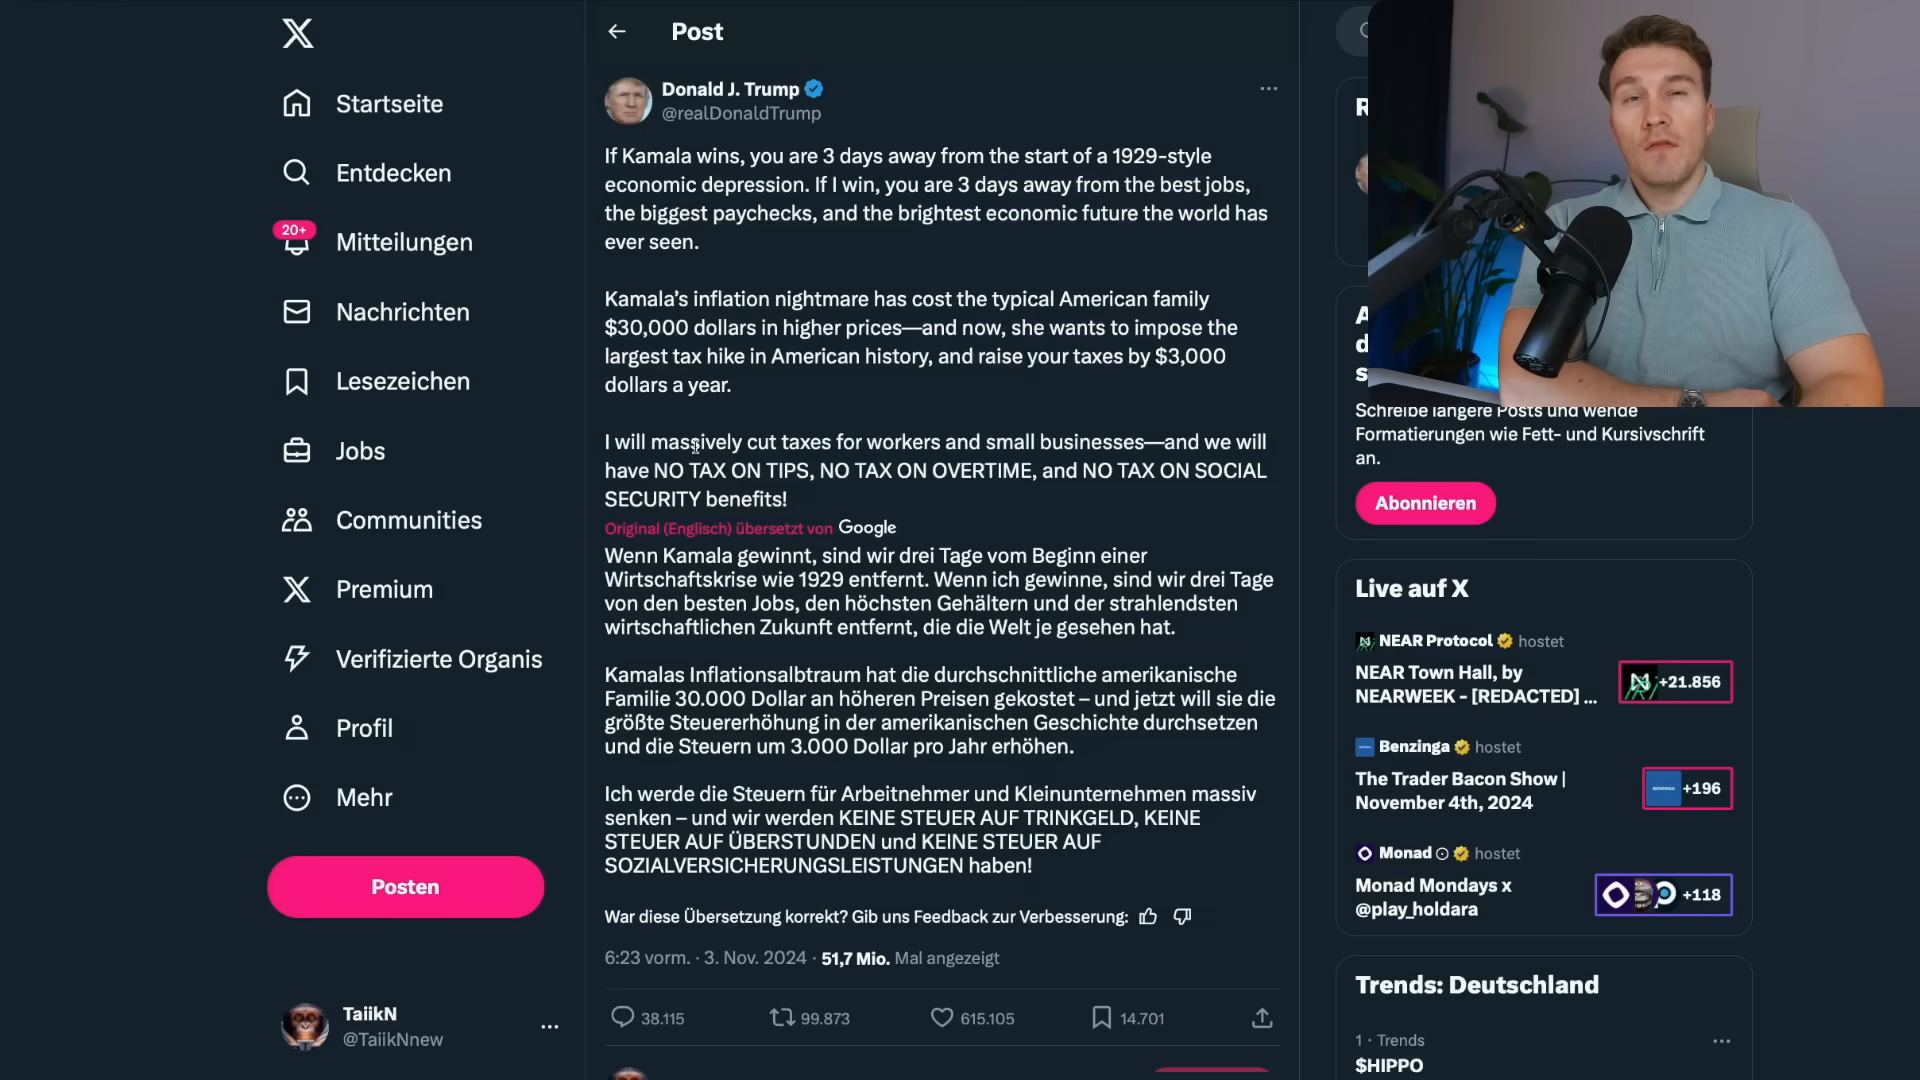 Startseite
Entdecken
20+
Mitteilungen
Nachrichten
Lesezeichen
Jobs
Communities
Premium
Verifizierte Organis
Profil
Mehr
Posten
TaiikN
@TaiikNnew
Post
Donald J. Trump
@realDonaldTrump
If Kamala wins, you are 3 days away from the start of a 1929-style
economic depression. If I win, you are 3 days away from the best jobs,
the biggest paychecks, and the brightest economic future the world has
ever seen.
Kamala’s inflation nightmare has cost the typical American family
$30,000 dollars in higher prices—and now, she wants to impose the
largest tax hike in American history, and raise your taxes by $3,000
dollars a year.
I will massively cut taxes for workers and small businesses—and we will
have NO TAX ON TIPS, NO TAX ON OVERTIME, and NO TAX ON SOCIAL
SECURITY benefits!
Original (Englisch) übersetzt von Google
Wenn Kamala gewinnt, sind wir drei Tage vom Beginn einer
Wirtschaftskrise wie 1929 entfernt. Wenn ich gewinne, sind wir drei Tage
von den besten Jobs, den höchsten Gehältern und der strahlendsten
wirtschaftlichen Zukunft entfernt, die die Welt je gesehen hat.
Kamalas Inflationsalbtraum hat die durchschnittliche amerikanische
Familie 30.000 Dollar an höheren Preisen gekostet – und jetzt will sie die
größte Steuererhöhung in der amerikanischen Geschichte durchsetzen
und die Steuern um 3.000 Dollar pro Jahr erhöhen.
Ich werde die Steuern für Arbeitnehmer und Kleinunternehmen massiv
senken – und wir werden KEINE STEUER AUF TRINKGELD, KEINE
STEUER AUF ÜBERSTUNDEN und KEINE STEUER AUF
SOZIALVERSICHERUNGSLEISTUNGEN haben!
War diese Übersetzung korrekt? Gib uns Feedback zur Verbesserung:
6:23 vorm. · 3. Nov. 2024 · 51,7 Mio. Mal angezeigt
38.115
99.873
615.105
14.701
R
A
d
s
Schreibe längere Posts und wende
Formatierungen wie Fett- und Kursivschrift
an.
Abonnieren
Live auf X
NEAR Protocol hostet
NEAR Town Hall, by
NEARWEEK - [REDACTED] ...
+21.856
Benzinga hostet
The Trader Bacon Show |
November 4th, 2024
+196
Monad hostet
Monad Mondays x
@play_holdara
+118
Trends: Deutschland
1 · Trends
$HIPPO